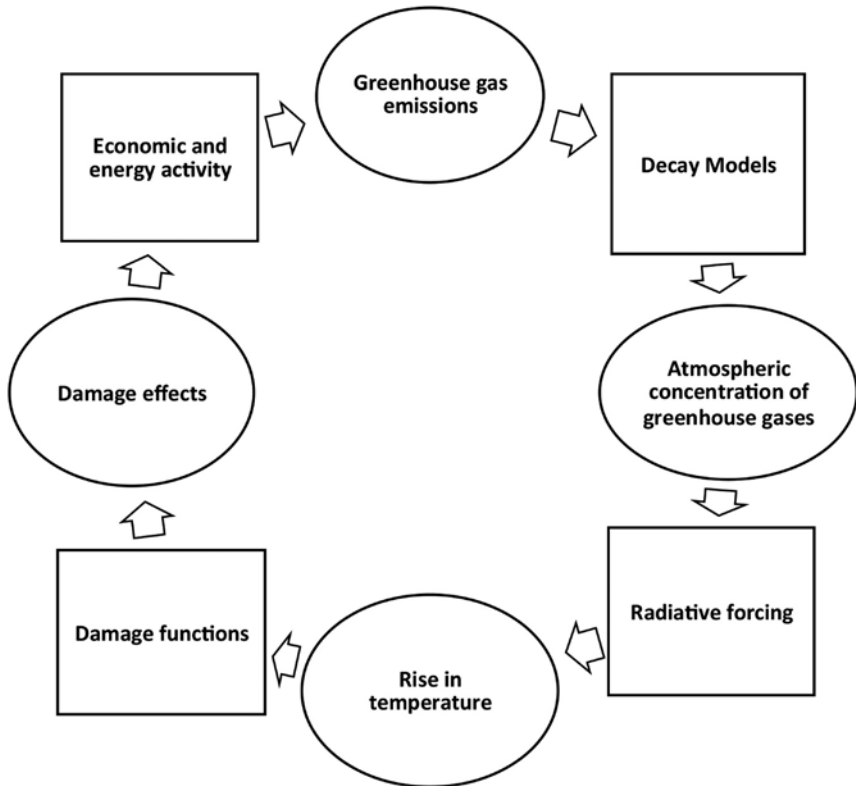 Greenhouse gas
emissions
Economic and
energy activity
Decay Models
Damage effects
Atmospheric
concentration of
greenhouse gases
Damage functions
Rise in
temperature
Radiative forcing